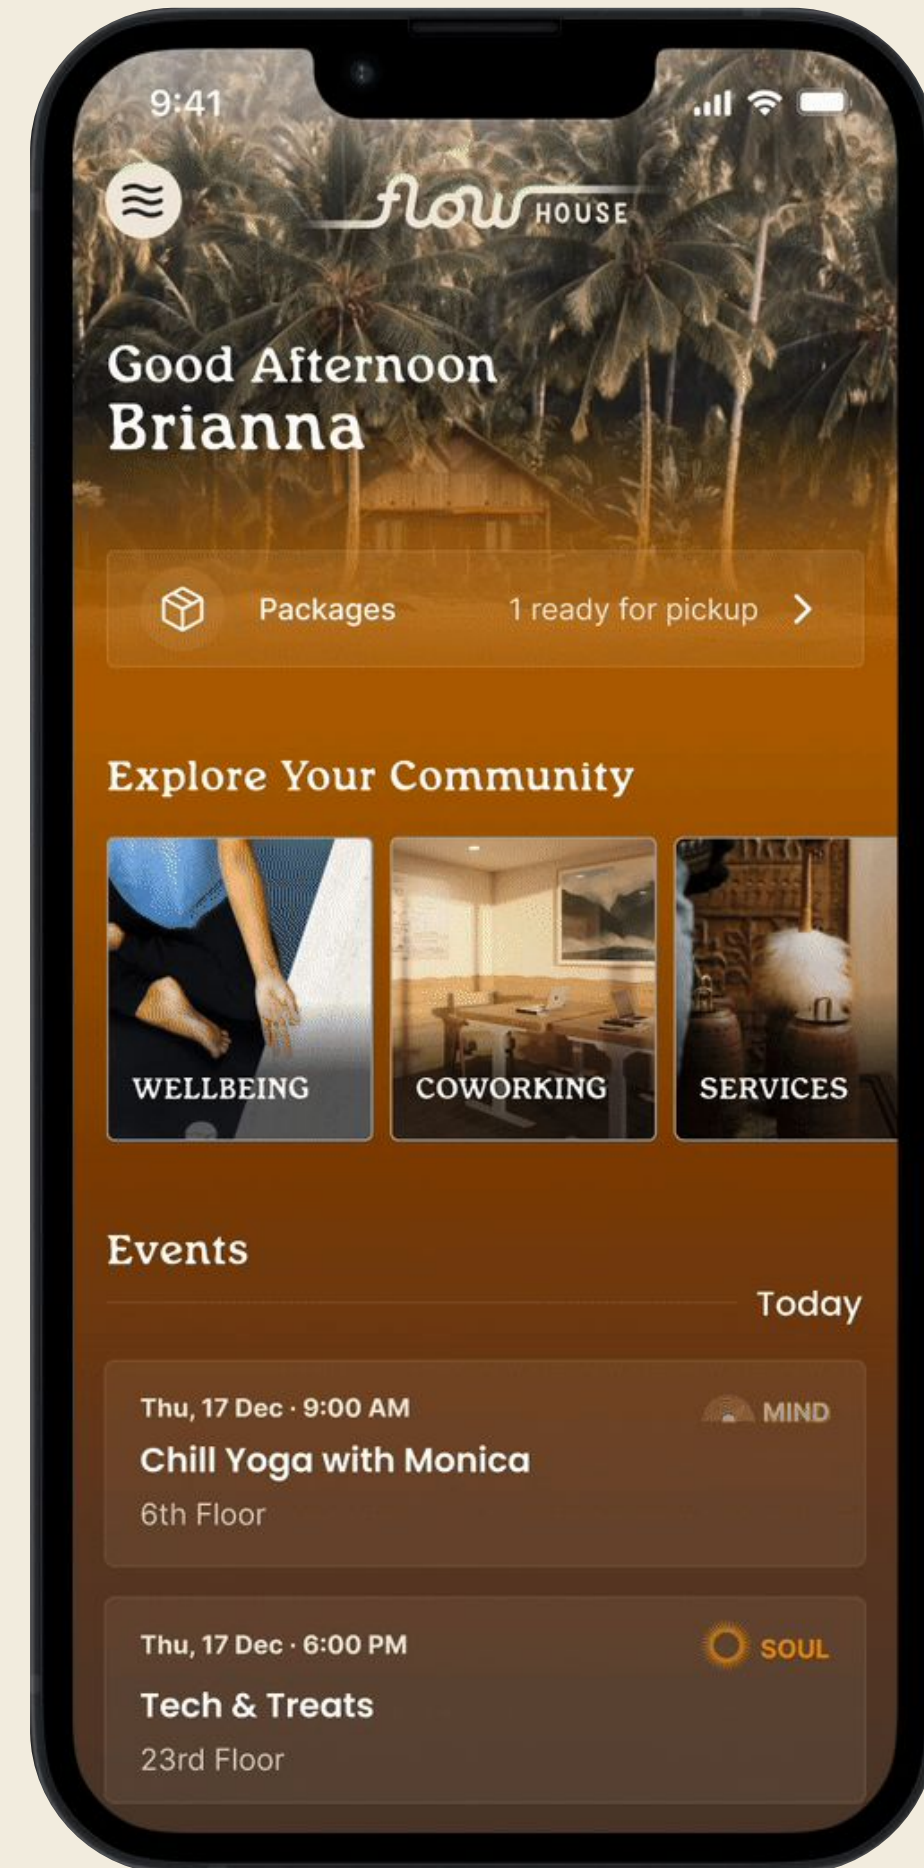 9:41
flow HOUSE
Good Afternoon
Brianna
Packages 1 ready for pickup
Explore Your Community
WELLBEING COWORKING SERVICES
Events
Today
Thu, 17 Dec · 9:00 AM MIND
Chill Yoga with Monica
6th Floor
Thu, 17 Dec · 6:00 PM SOUL
Tech & Treats
23rd Floor